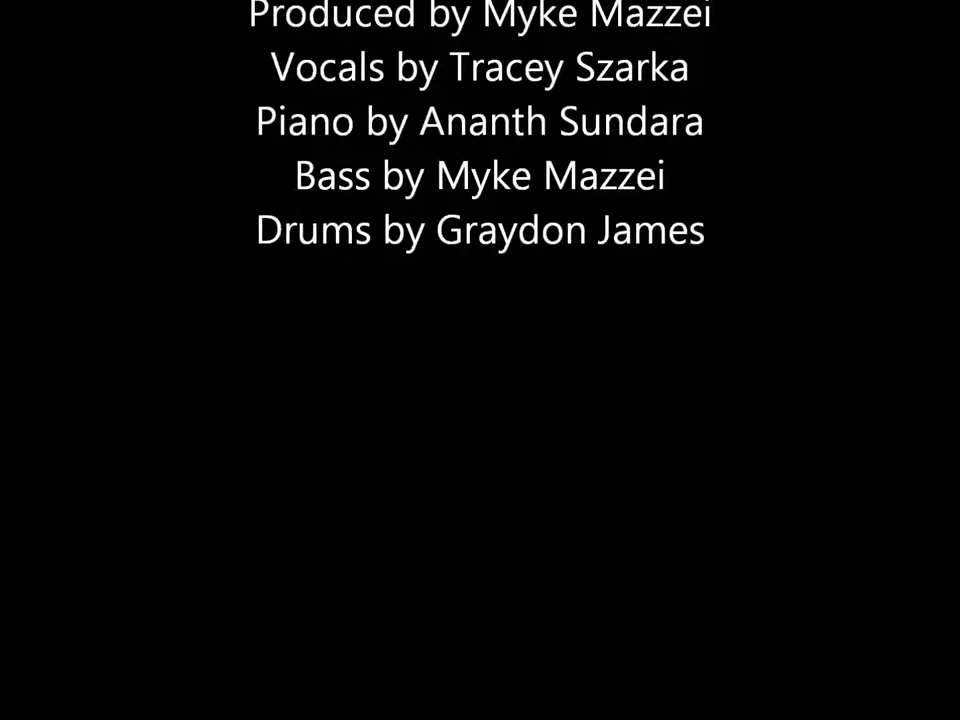 Produced by Myke Mazzei
Vocals by Tracey Szarka
Piano by Ananth Sundara
Bass by Myke Mazzei
Drums by Graydon James